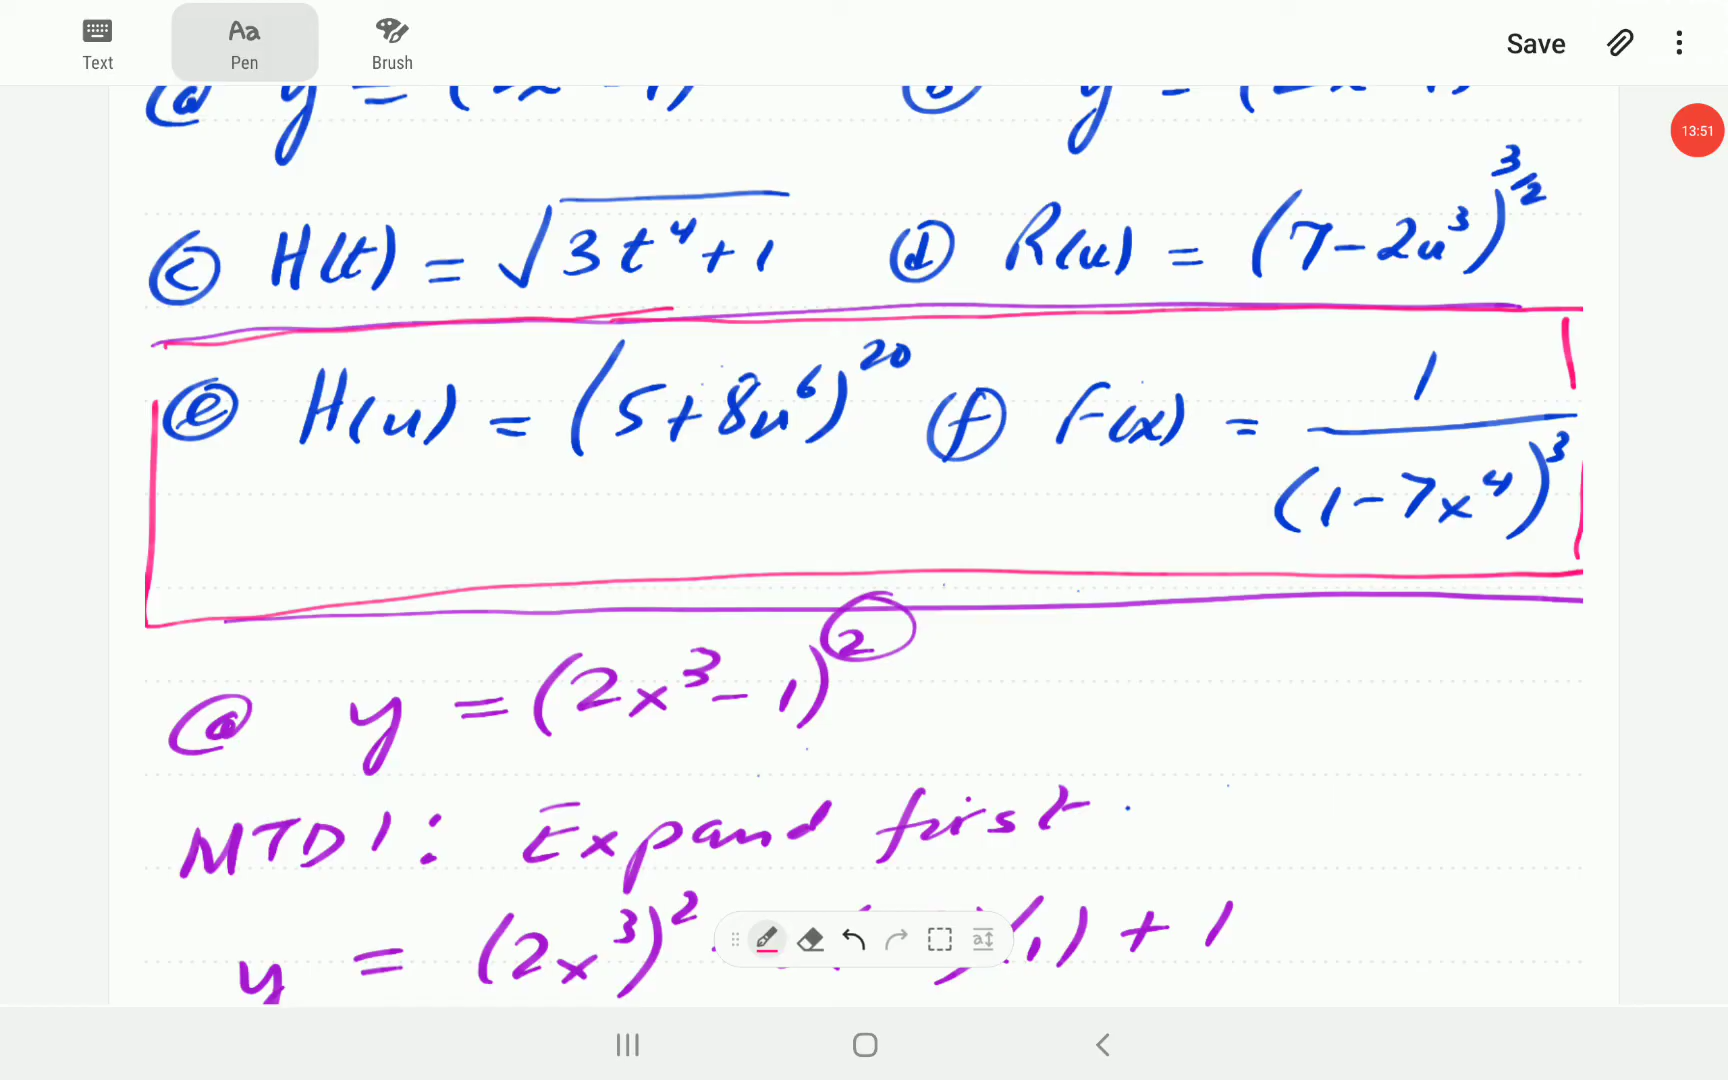 Text Pen Brush Save
13:51
(c) H(t) = √(3t⁴+1) (d) R(u) = (7-2u³)^3/2
(e) H(u) = (5+8u⁶)²⁰ (f) F(x) = 1/(1-7x⁴)³
(a) y = (2x³-1)²
MTD 1: Expand first.
y = (2x³)² (1) + 1